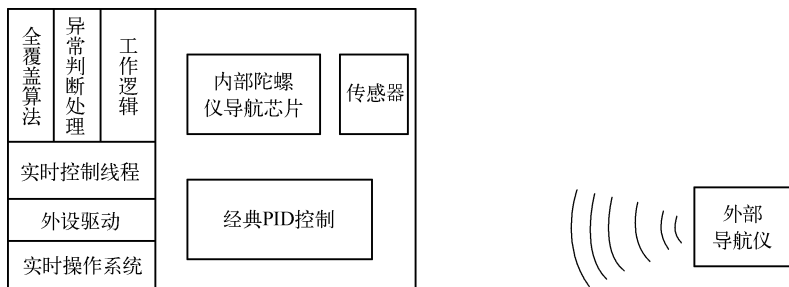 全覆盖算法
异常判断处理
工作逻辑
内部陀螺
仪导航芯片
传感器
实时控制线程
外设驱动
实时操作系统
经典PID控制
外部
导航仪